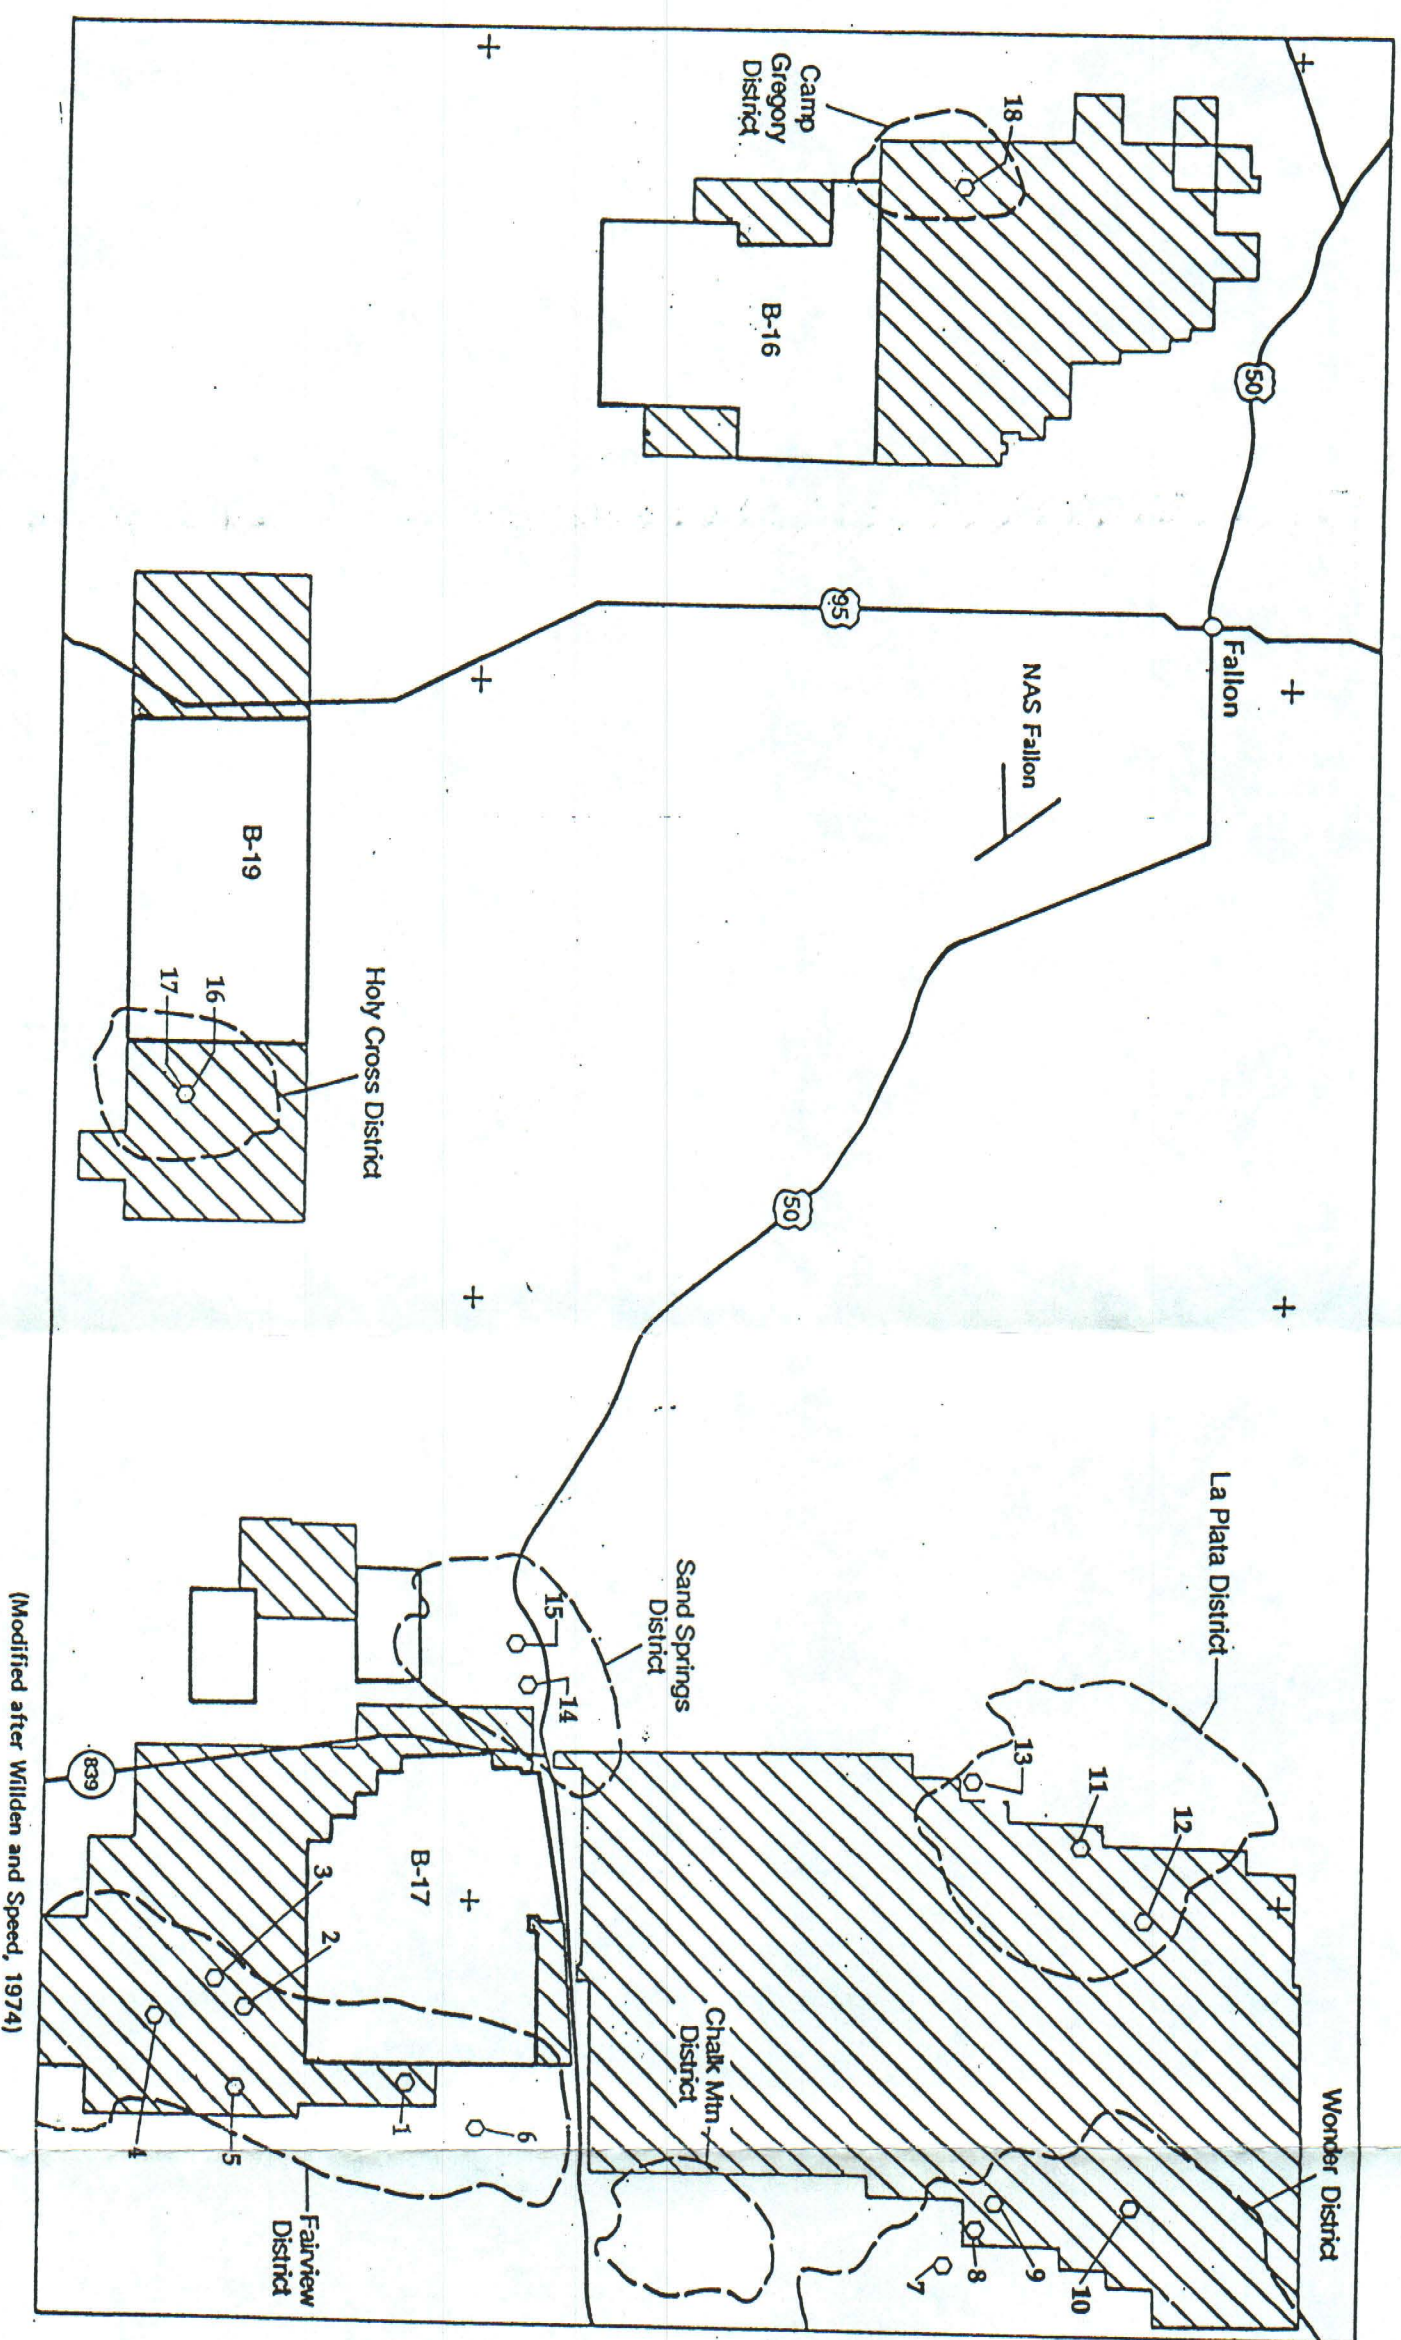 Camp
Gregory
District
18
B-16
50
95
Fallon
NAS Fallon
B-19
17
16
Holy Cross District
50
La Plata District
Sand Springs
District
15
14
13
11
12
839
B-17
3
2
Chalk Mtn
District
Wonder District
1
6
4
5
Fairview
District
7
8
9
10
(Modified after Willden and Speed, 1974)